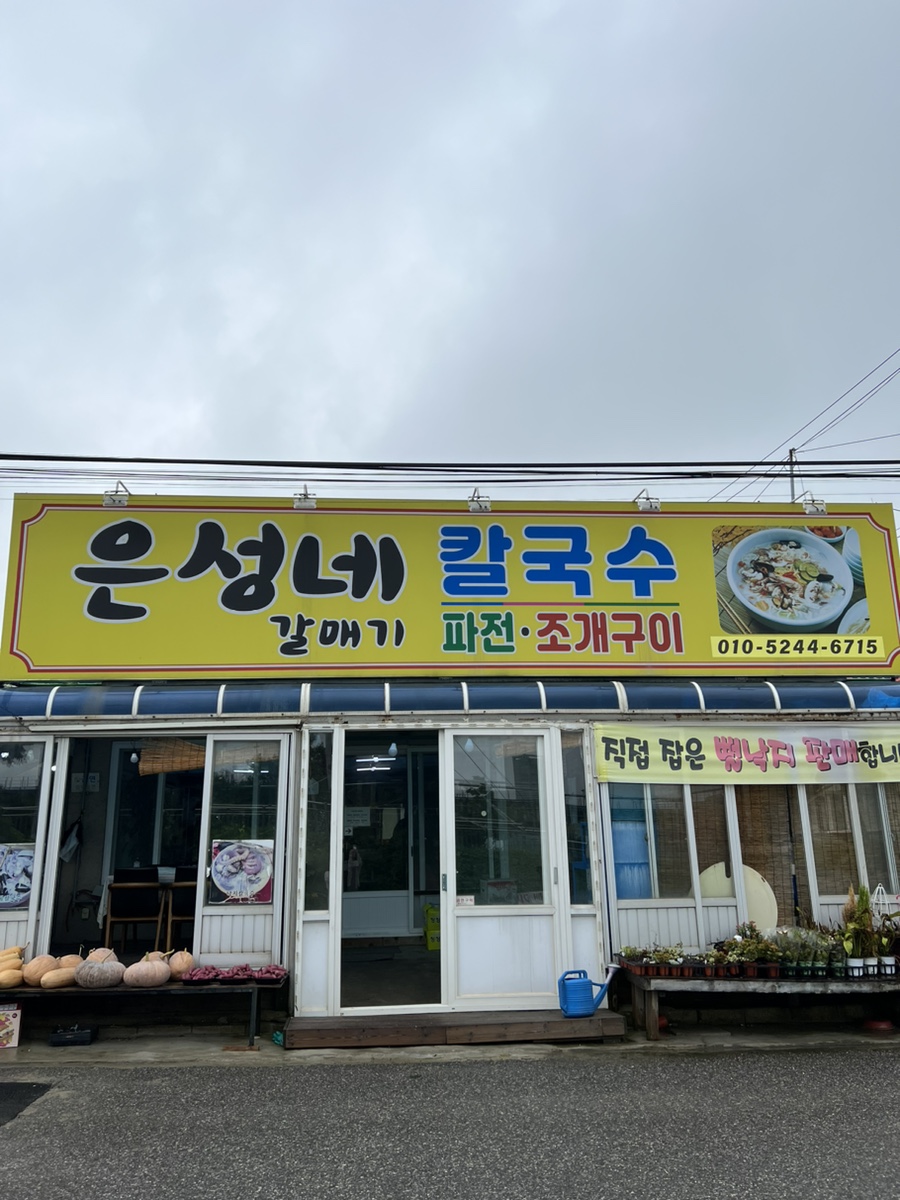 은성네
갈매기
칼국수
파전·조개구이
010-5244-6715
직접 잡은 뻘낙지 판매합니